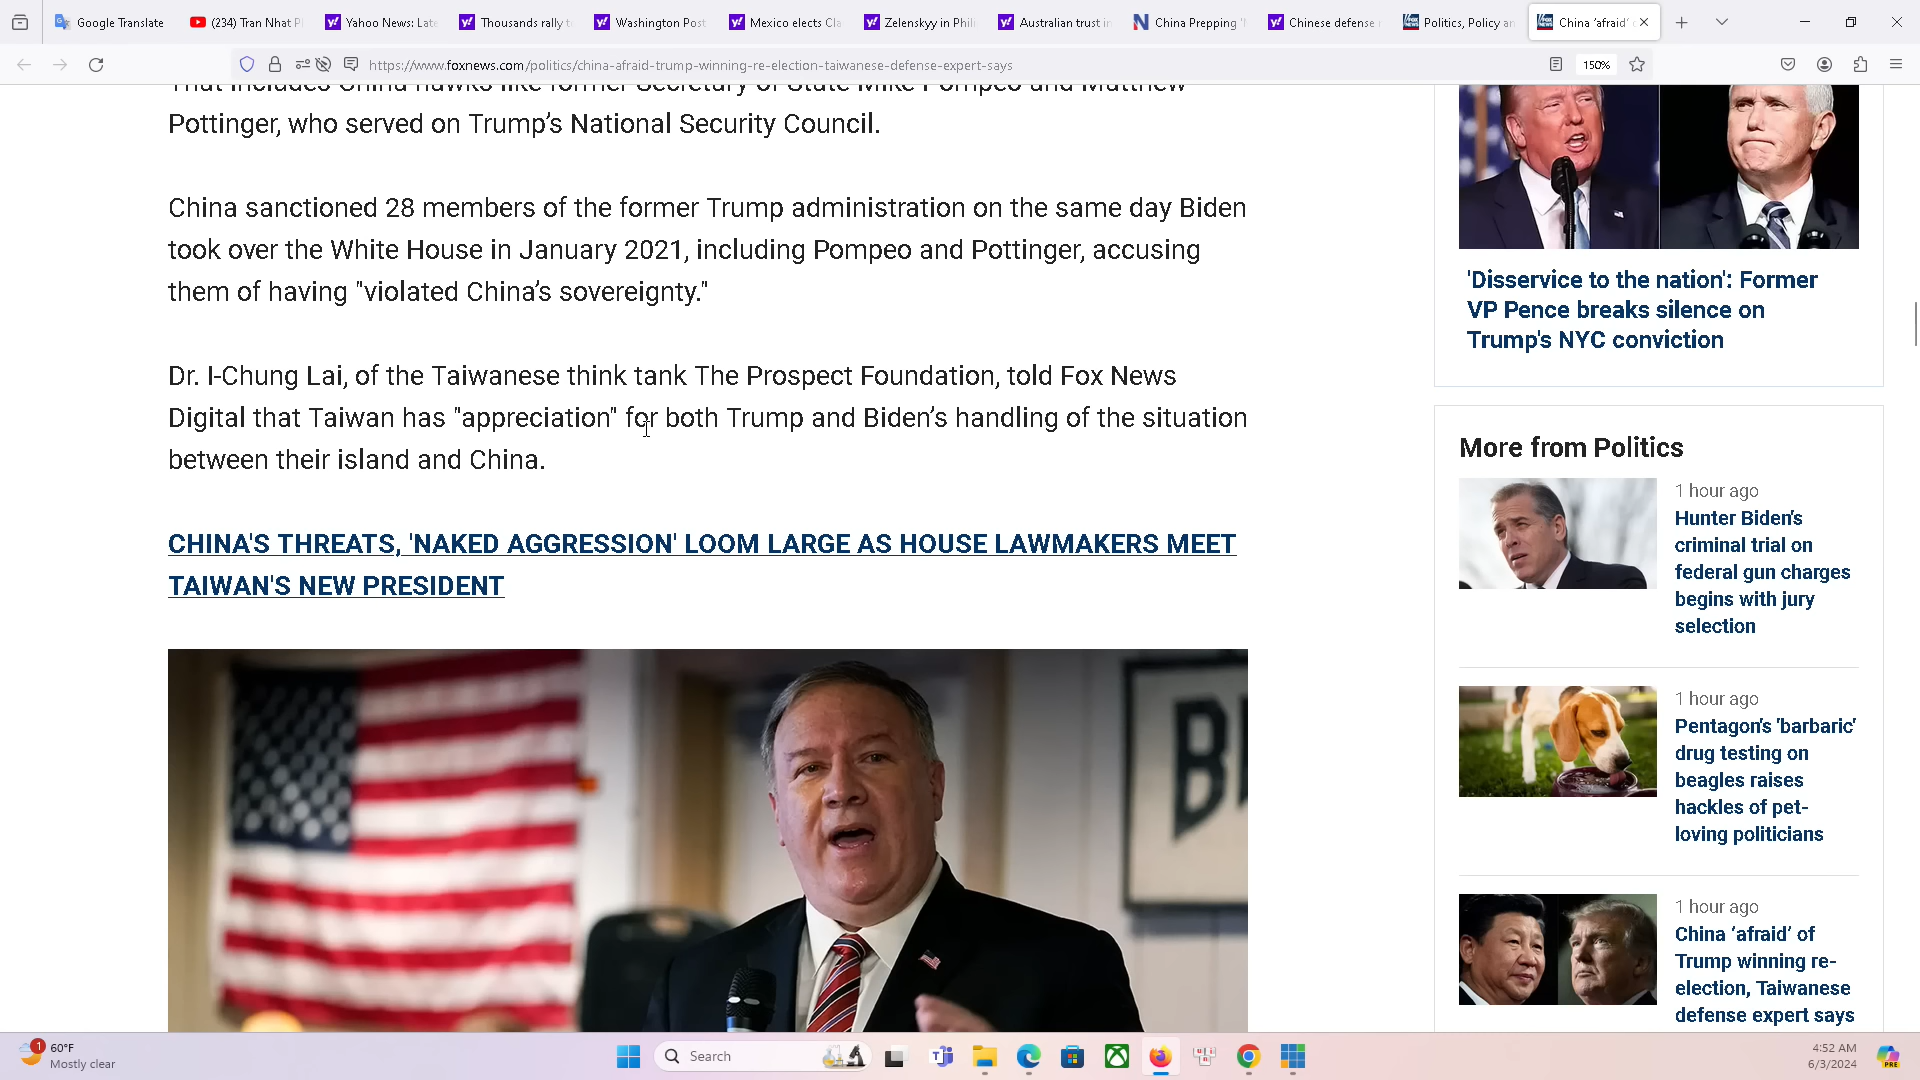 Google Translate
(234) Tran Nhat P
Yahoo News: Late
Thousands rally t
Washington Post
Mexico elects Cla
Zelenskyy in Phili
Australian trust in
China Prepping '
Chinese defense
Politics, Policy an
China 'afraid'
https://www.foxnews.com/politics/china-afraid-trump-winning-re-election-taiwanese-defense-expert-says
150%
That includes China hawks like former Secretary of State Mike Pompeo and Matthew
Pottinger, who served on Trump’s National Security Council.
China sanctioned 28 members of the former Trump administration on the same day Biden
took over the White House in January 2021, including Pompeo and Pottinger, accusing
them of having "violated China’s sovereignty."
Dr. I-Chung Lai, of the Taiwanese think tank The Prospect Foundation, told Fox News
Digital that Taiwan has "appreciation" for both Trump and Biden’s handling of the situation
between their island and China.
CHINA'S THREATS, 'NAKED AGGRESSION' LOOM LARGE AS HOUSE LAWMAKERS MEET
TAIWAN'S NEW PRESIDENT
'Disservice to the nation': Former
VP Pence breaks silence on
Trump's NYC conviction
More from Politics
1 hour ago
Hunter Biden's
criminal trial on
federal gun charges
begins with jury
selection
1 hour ago
Pentagon's 'barbaric'
drug testing on
beagles raises
hackles of pet-
loving politicians
1 hour ago
China ‘afraid’ of
Trump winning re-
election, Taiwanese
defense expert says
1
60°F
Mostly clear
Search
4:52 AM
6/3/2024
PRE